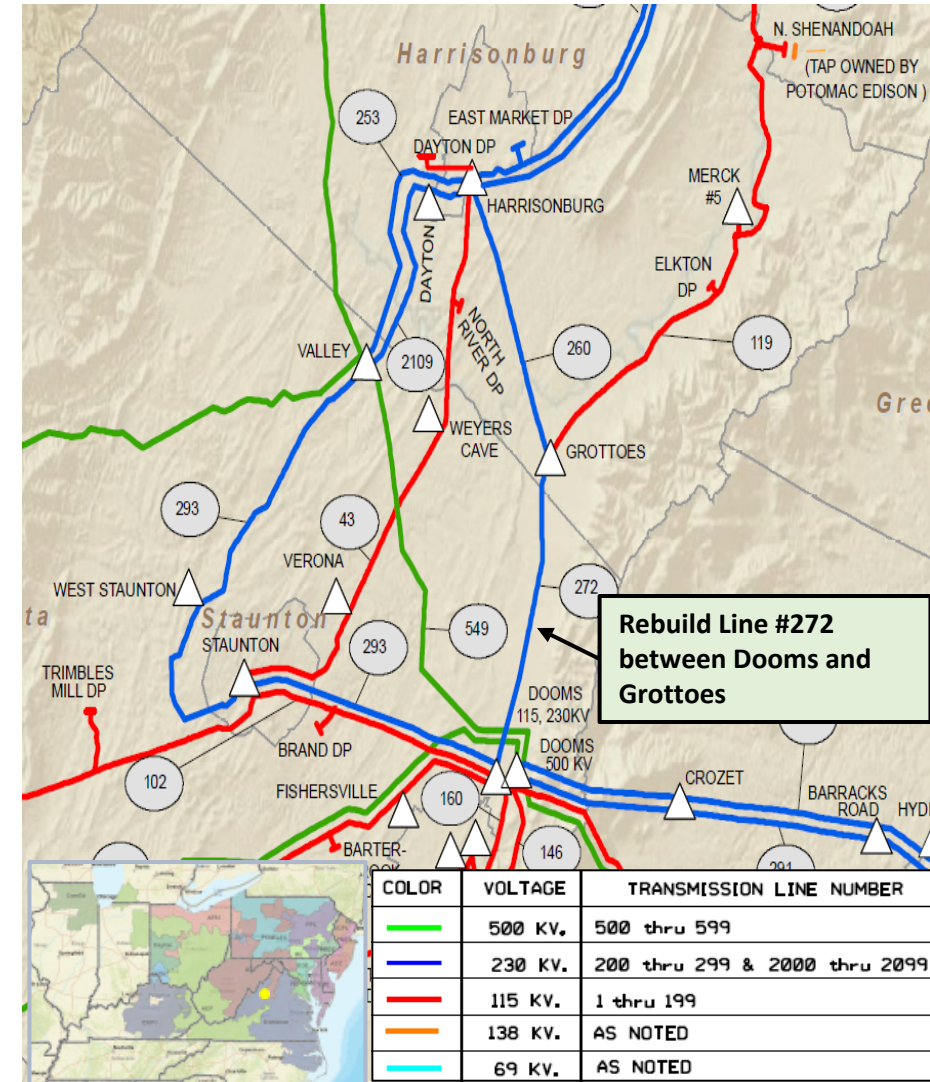 N. SHENANDOAH
(TAP OWNED BY
POTOMAC EDISON )
Harrisonburg
253
EAST MARKET DP
DAYTON DP
MERCK
#5
HARRISONBURG
DAYTON
ELKTON
DP
NORTH
RIVER DP
VALLEY
2109
260
119
WEYERS
CAVE
GROTTOES
Gree
293
43
VERONA
WEST STAUNTON
272
ta
Staunton
STAUNTON
293
549
Rebuild Line #272
between Dooms and
Grottoes
TRIMBLES
MILL DP
DOOMS
115, 230KV
BRAND DP
DOOMS
500 KV
102
FISHERSVILLE
160
CROZET
BARRACKS
ROAD
HYD
BARTER-
146
291
COLOR VOLTAGE TRANSMISSION LINE NUMBER
500 KV. 500 thru 599
230 KV. 200 thru 299 & 2000 thru 2099
115 KV. 1 thru 199
138 KV. AS NOTED
69 KV. AS NOTED